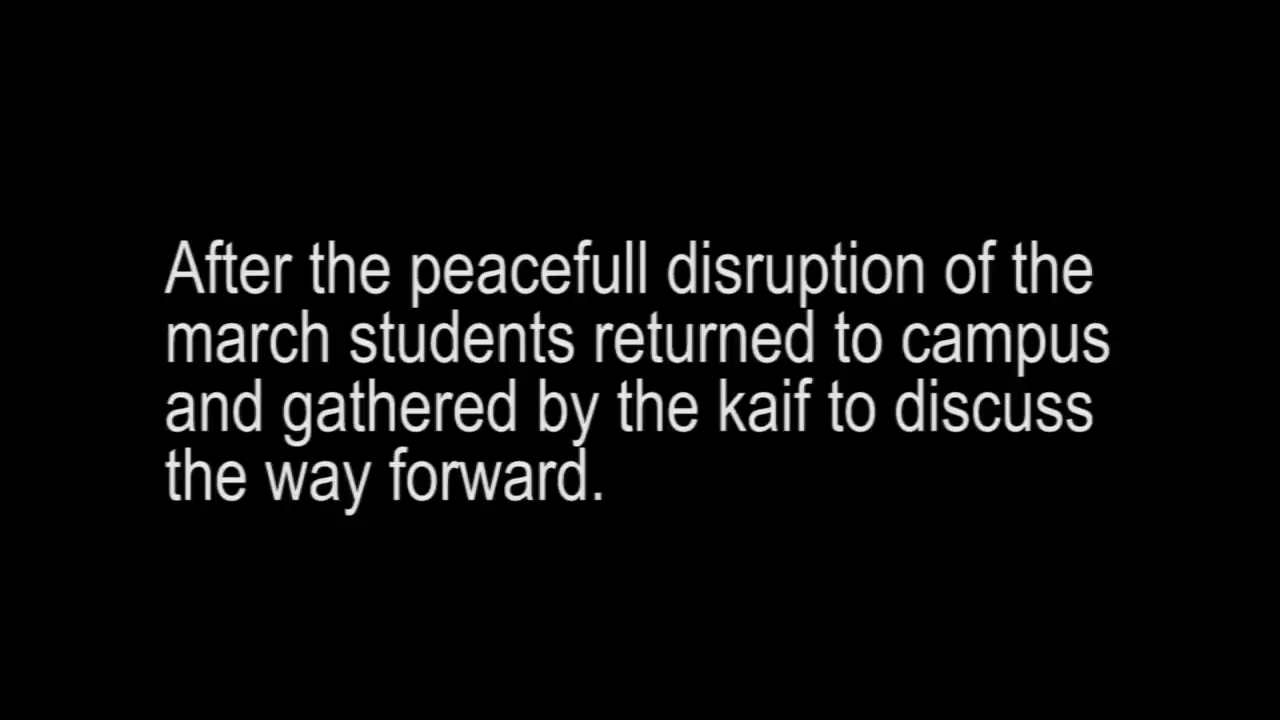 After the peacefull disruption of the
march students returned to campus
and gathered by the kaif to discuss
the way forward.